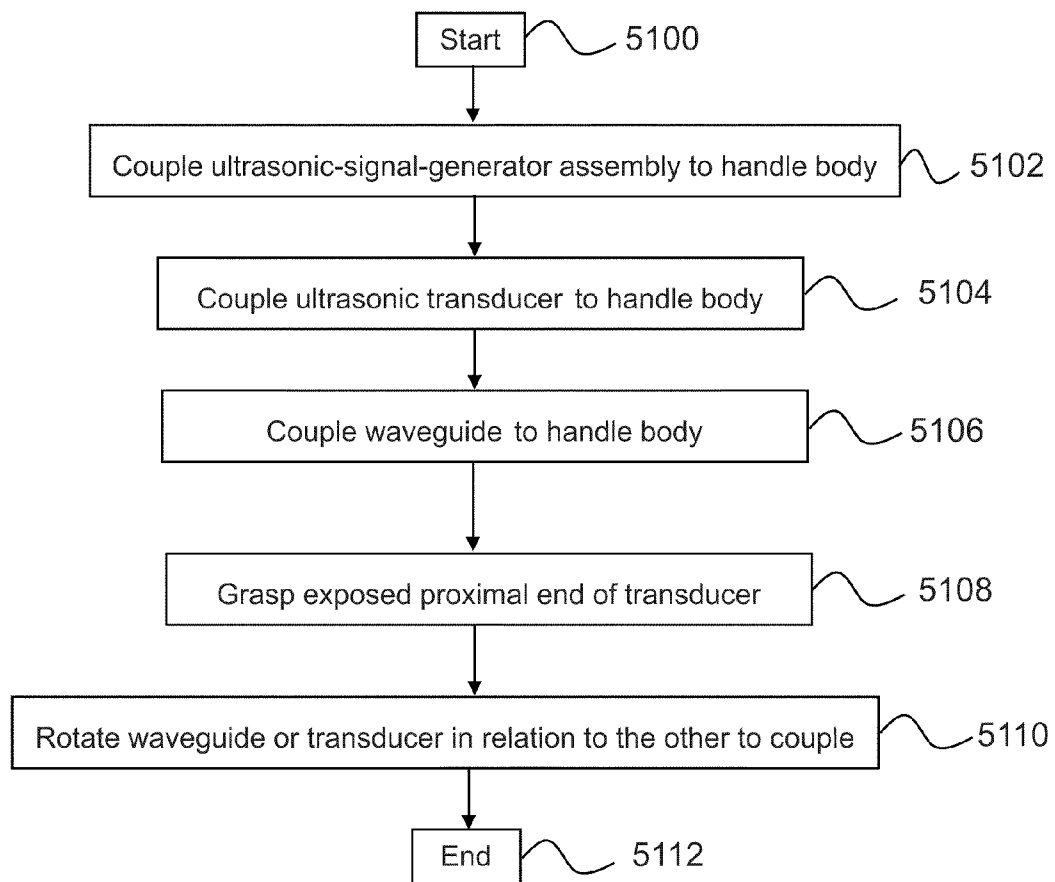 Start 5100
Couple ultrasonic-signal-generator assembly to handle body 5102
Couple ultrasonic transducer to handle body 5104
Couple waveguide to handle body 5106
Grasp exposed proximal end of transducer 5108
Rotate waveguide or transducer in relation to the other to couple 5110
End 5112